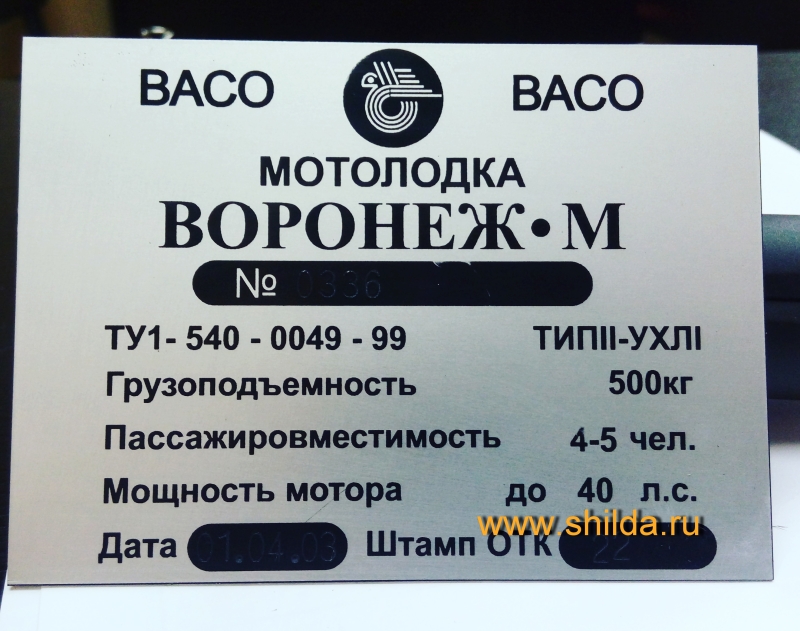 ВАСО ВАСО
МОТОЛОДКА
ВОРОНЕЖ•М
№ 0336
ТУ1- 540 - 0049 - 99 ТИПII-УХЛI
Грузоподъемность 500кг
Пассажировместимость 4-5 чел.
Мощность мотора до 40 л.с.
www.shilda.ru
Дата 01.04.03 Штамп ОТК 22